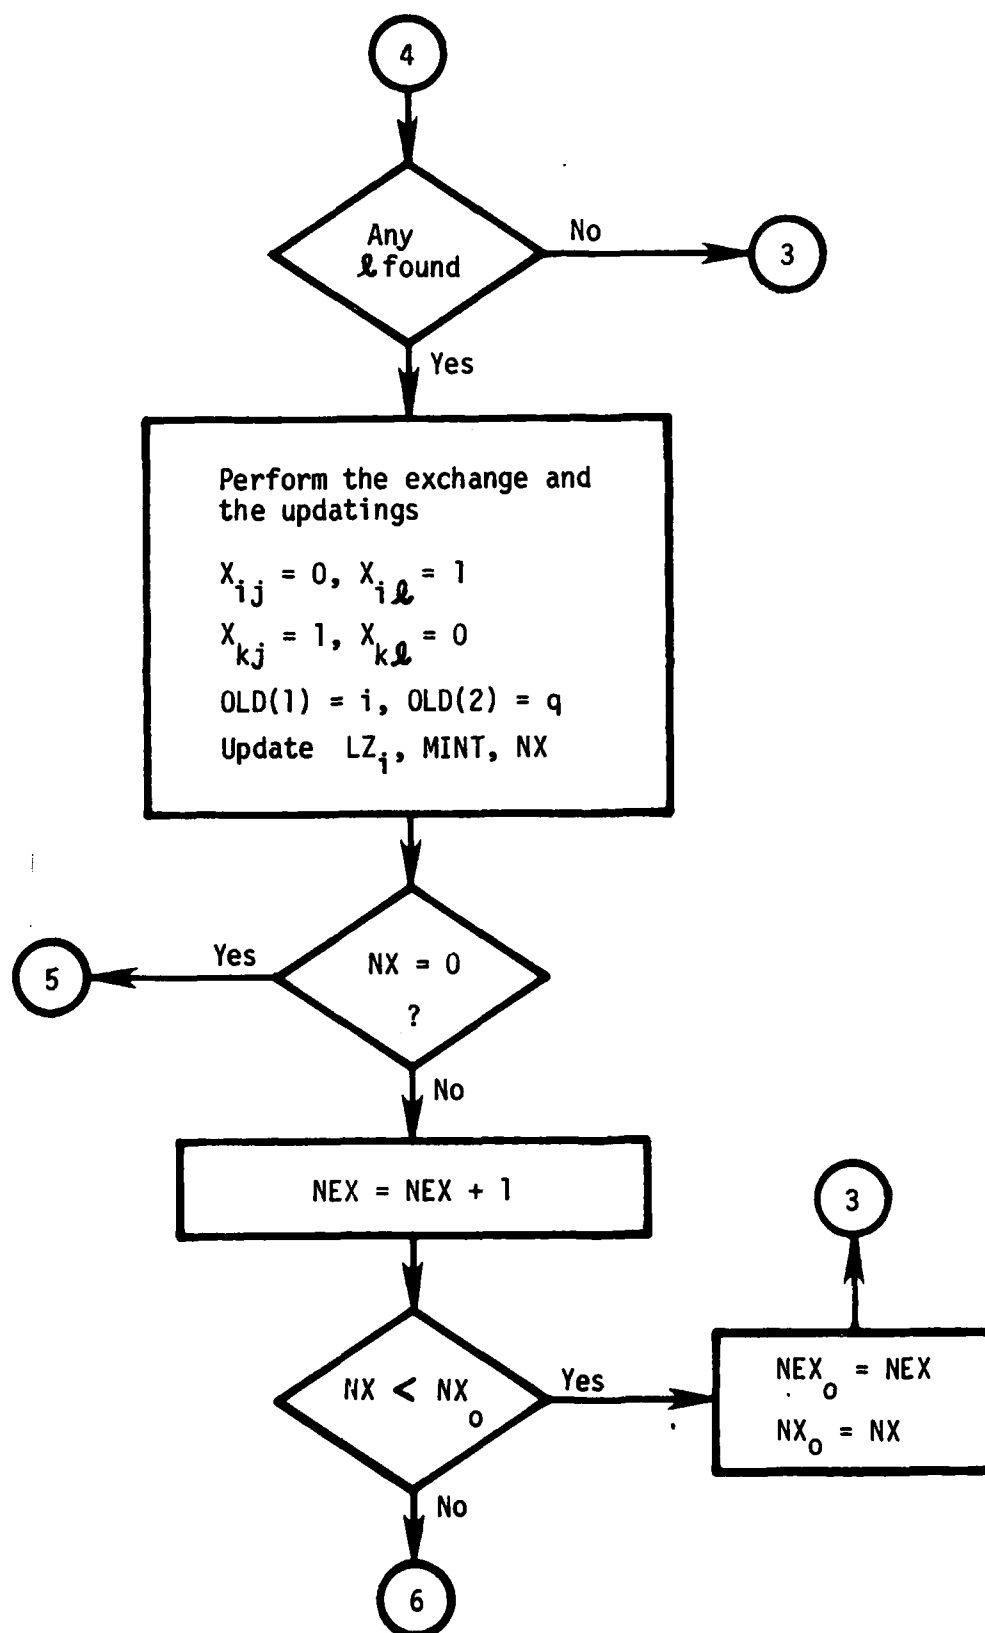 4
Any
ℓ found
No
3
Yes
Perform the exchange and
the updatings
X_ij = 0, X_iℓ = 1
X_kj = 1, X_kℓ = 0
OLD(1) = i, OLD(2) = q
Update LZ_i, MINT, NX
Yes
5
NX = 0
?
No
NEX = NEX + 1
3
NX < NX_o
Yes
NEX_o = NEX
NX_o = NX
No
6